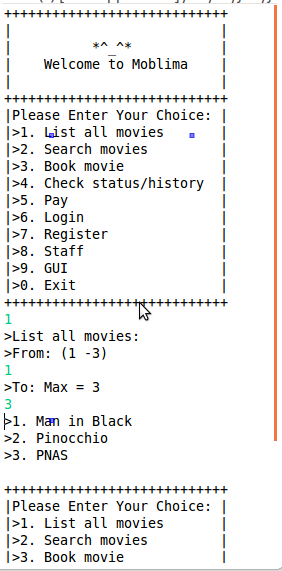 ++++++++++++++++++++++++++++
|                          |
|          *^_^*           |
|    Welcome to Moblima    |
|                          |
++++++++++++++++++++++++++++
|Please Enter Your Choice: |
|>1. List all movies       |
|>2. Search movies         |
|>3. Book movie            |
|>4. Check status/history  |
|>5. Pay                   |
|>6. Login                 |
|>7. Register              |
|>8. Staff                 |
|>9. GUI                   |
|>0. Exit                  |
++++++++++++++++++++++++++++
1
>List all movies:
>From: (1 -3)
1
>To: Max = 3
3
>1. Man in Black
>2. Pinocchio
>3. PNAS

++++++++++++++++++++++++++++
|Please Enter Your Choice: |
|>1. List all movies       |
|>2. Search movies         |
|>3. Book movie            |